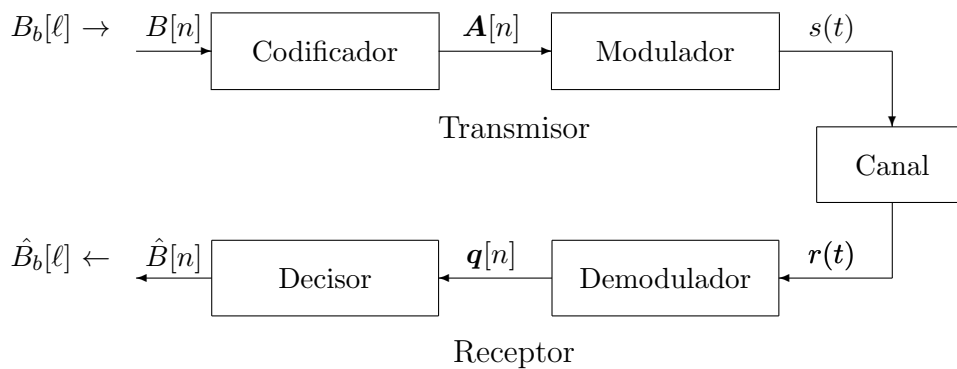 B_b[ℓ] → B[n] Codificador A[n] Modulador s(t)
Transmisor
Canal
B̂_b[ℓ] ← B̂[n] Decisor q[n] Demodulador r(t)
Receptor